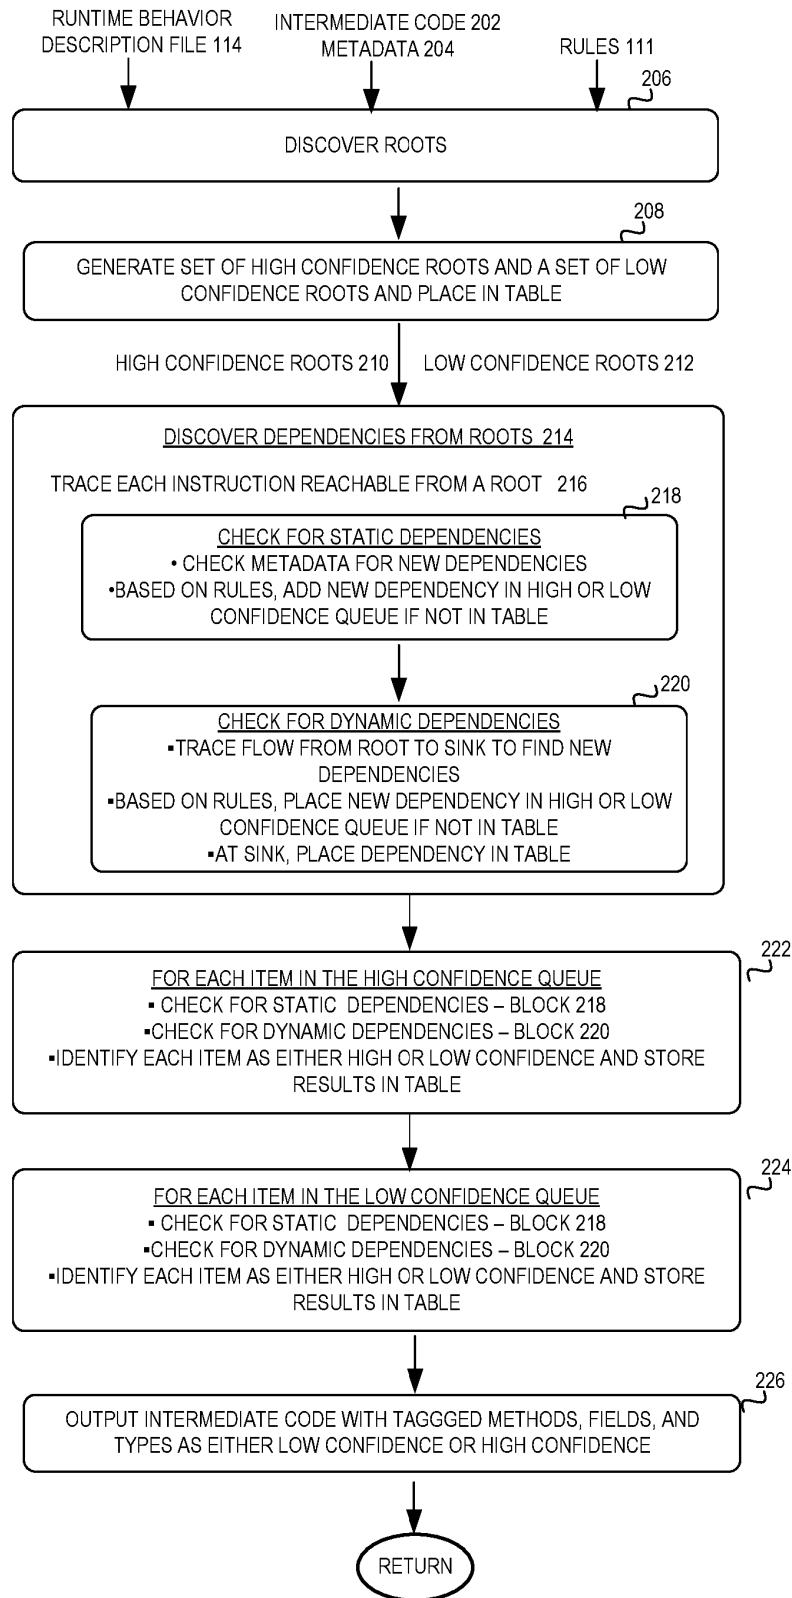 RUNTIME BEHAVIOR
DESCRIPTION FILE 114
INTERMEDIATE CODE 202
METADATA 204
RULES 111
206
DISCOVER ROOTS
208
GENERATE SET OF HIGH CONFIDENCE ROOTS AND A SET OF LOW
CONFIDENCE ROOTS AND PLACE IN TABLE
HIGH CONFIDENCE ROOTS 210
LOW CONFIDENCE ROOTS 212
DISCOVER DEPENDENCIES FROM ROOTS 214
TRACE EACH INSTRUCTION REACHABLE FROM A ROOT 216
218
CHECK FOR STATIC DEPENDENCIES
• CHECK METADATA FOR NEW DEPENDENCIES
•BASED ON RULES, ADD NEW DEPENDENCY IN HIGH OR LOW
CONFIDENCE QUEUE IF NOT IN TABLE
220
CHECK FOR DYNAMIC DEPENDENCIES
▪TRACE FLOW FROM ROOT TO SINK TO FIND NEW
DEPENDENCIES
▪BASED ON RULES, PLACE NEW DEPENDENCY IN HIGH OR LOW
CONFIDENCE QUEUE IF NOT IN TABLE
▪AT SINK, PLACE DEPENDENCY IN TABLE
222
FOR EACH ITEM IN THE HIGH CONFIDENCE QUEUE
▪ CHECK FOR STATIC DEPENDENCIES – BLOCK 218
▪CHECK FOR DYNAMIC DEPENDENCIES – BLOCK 220
▪IDENTIFY EACH ITEM AS EITHER HIGH OR LOW CONFIDENCE AND STORE
RESULTS IN TABLE
224
FOR EACH ITEM IN THE LOW CONFIDENCE QUEUE
▪ CHECK FOR STATIC DEPENDENCIES – BLOCK 218
▪CHECK FOR DYNAMIC DEPENDENCIES – BLOCK 220
▪IDENTIFY EACH ITEM AS EITHER HIGH OR LOW CONFIDENCE AND STORE
RESULTS IN TABLE
226
OUTPUT INTERMEDIATE CODE WITH TAGGGED METHODS, FIELDS, AND
TYPES AS EITHER LOW CONFIDENCE OR HIGH CONFIDENCE
RETURN